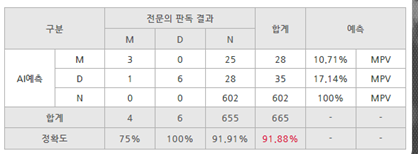 구분 전문의 판독 결과 합계 예측
M D N
AI예측 M 3 0 25 28 10.71% MPV
D 1 6 28 35 17.14% MPV
N 0 0 602 602 100% MPV
합계 4 6 655 665 - -
정확도 75% 100% 91,91% 91,88% - -